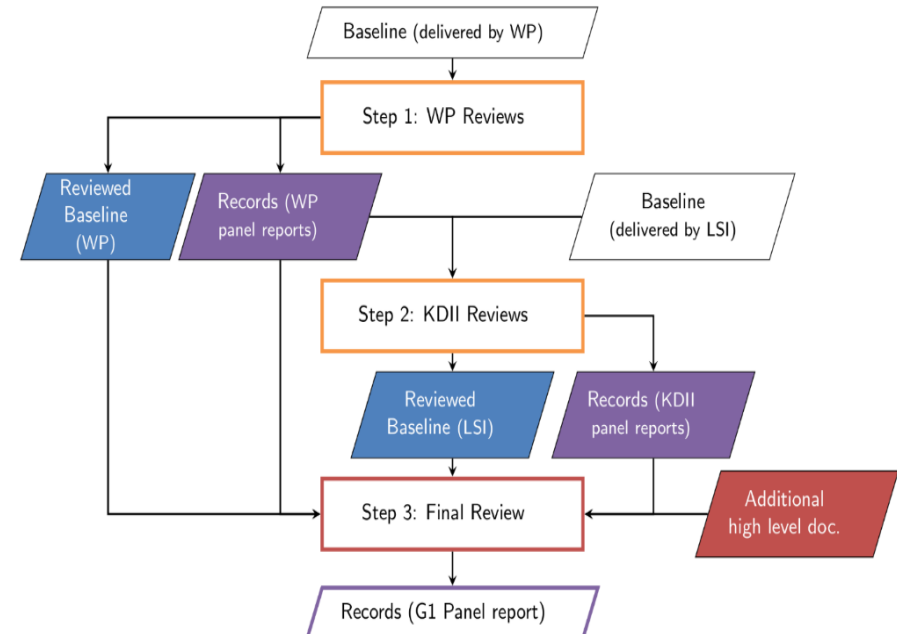 Baseline (delivered by WP)
Step 1: WP Reviews
Reviewed
Baseline
(WP)
Records (WP
panel reports)
Baseline
(delivered by LSI)
Step 2: KDII Reviews
Reviewed
Baseline (LSI)
Records (KDII
panel reports)
Step 3: Final Review
Additional
high level doc.
Records (G1 Panel report)